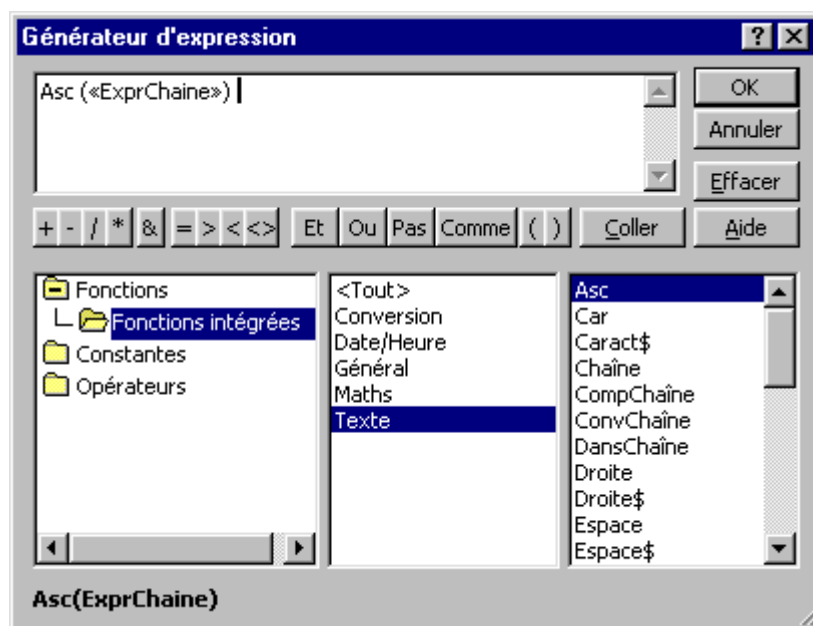 Générateur d'expression
Asc («ExprChaine»)
OK
Annuler
Effacer
+ - / * & = > < <> Et Ou Pas Comme ( ) Coller Aide
Fonctions
Fonctions intégrées
Constantes
Opérateurs
<Tout>
Conversion
Date/Heure
Général
Maths
Texte
Asc
Car
Caract$
Chaîne
CompChaîne
ConvChaîne
DansChaîne
Droite
Droite$
Espace
Espace$
Asc(ExprChaine)